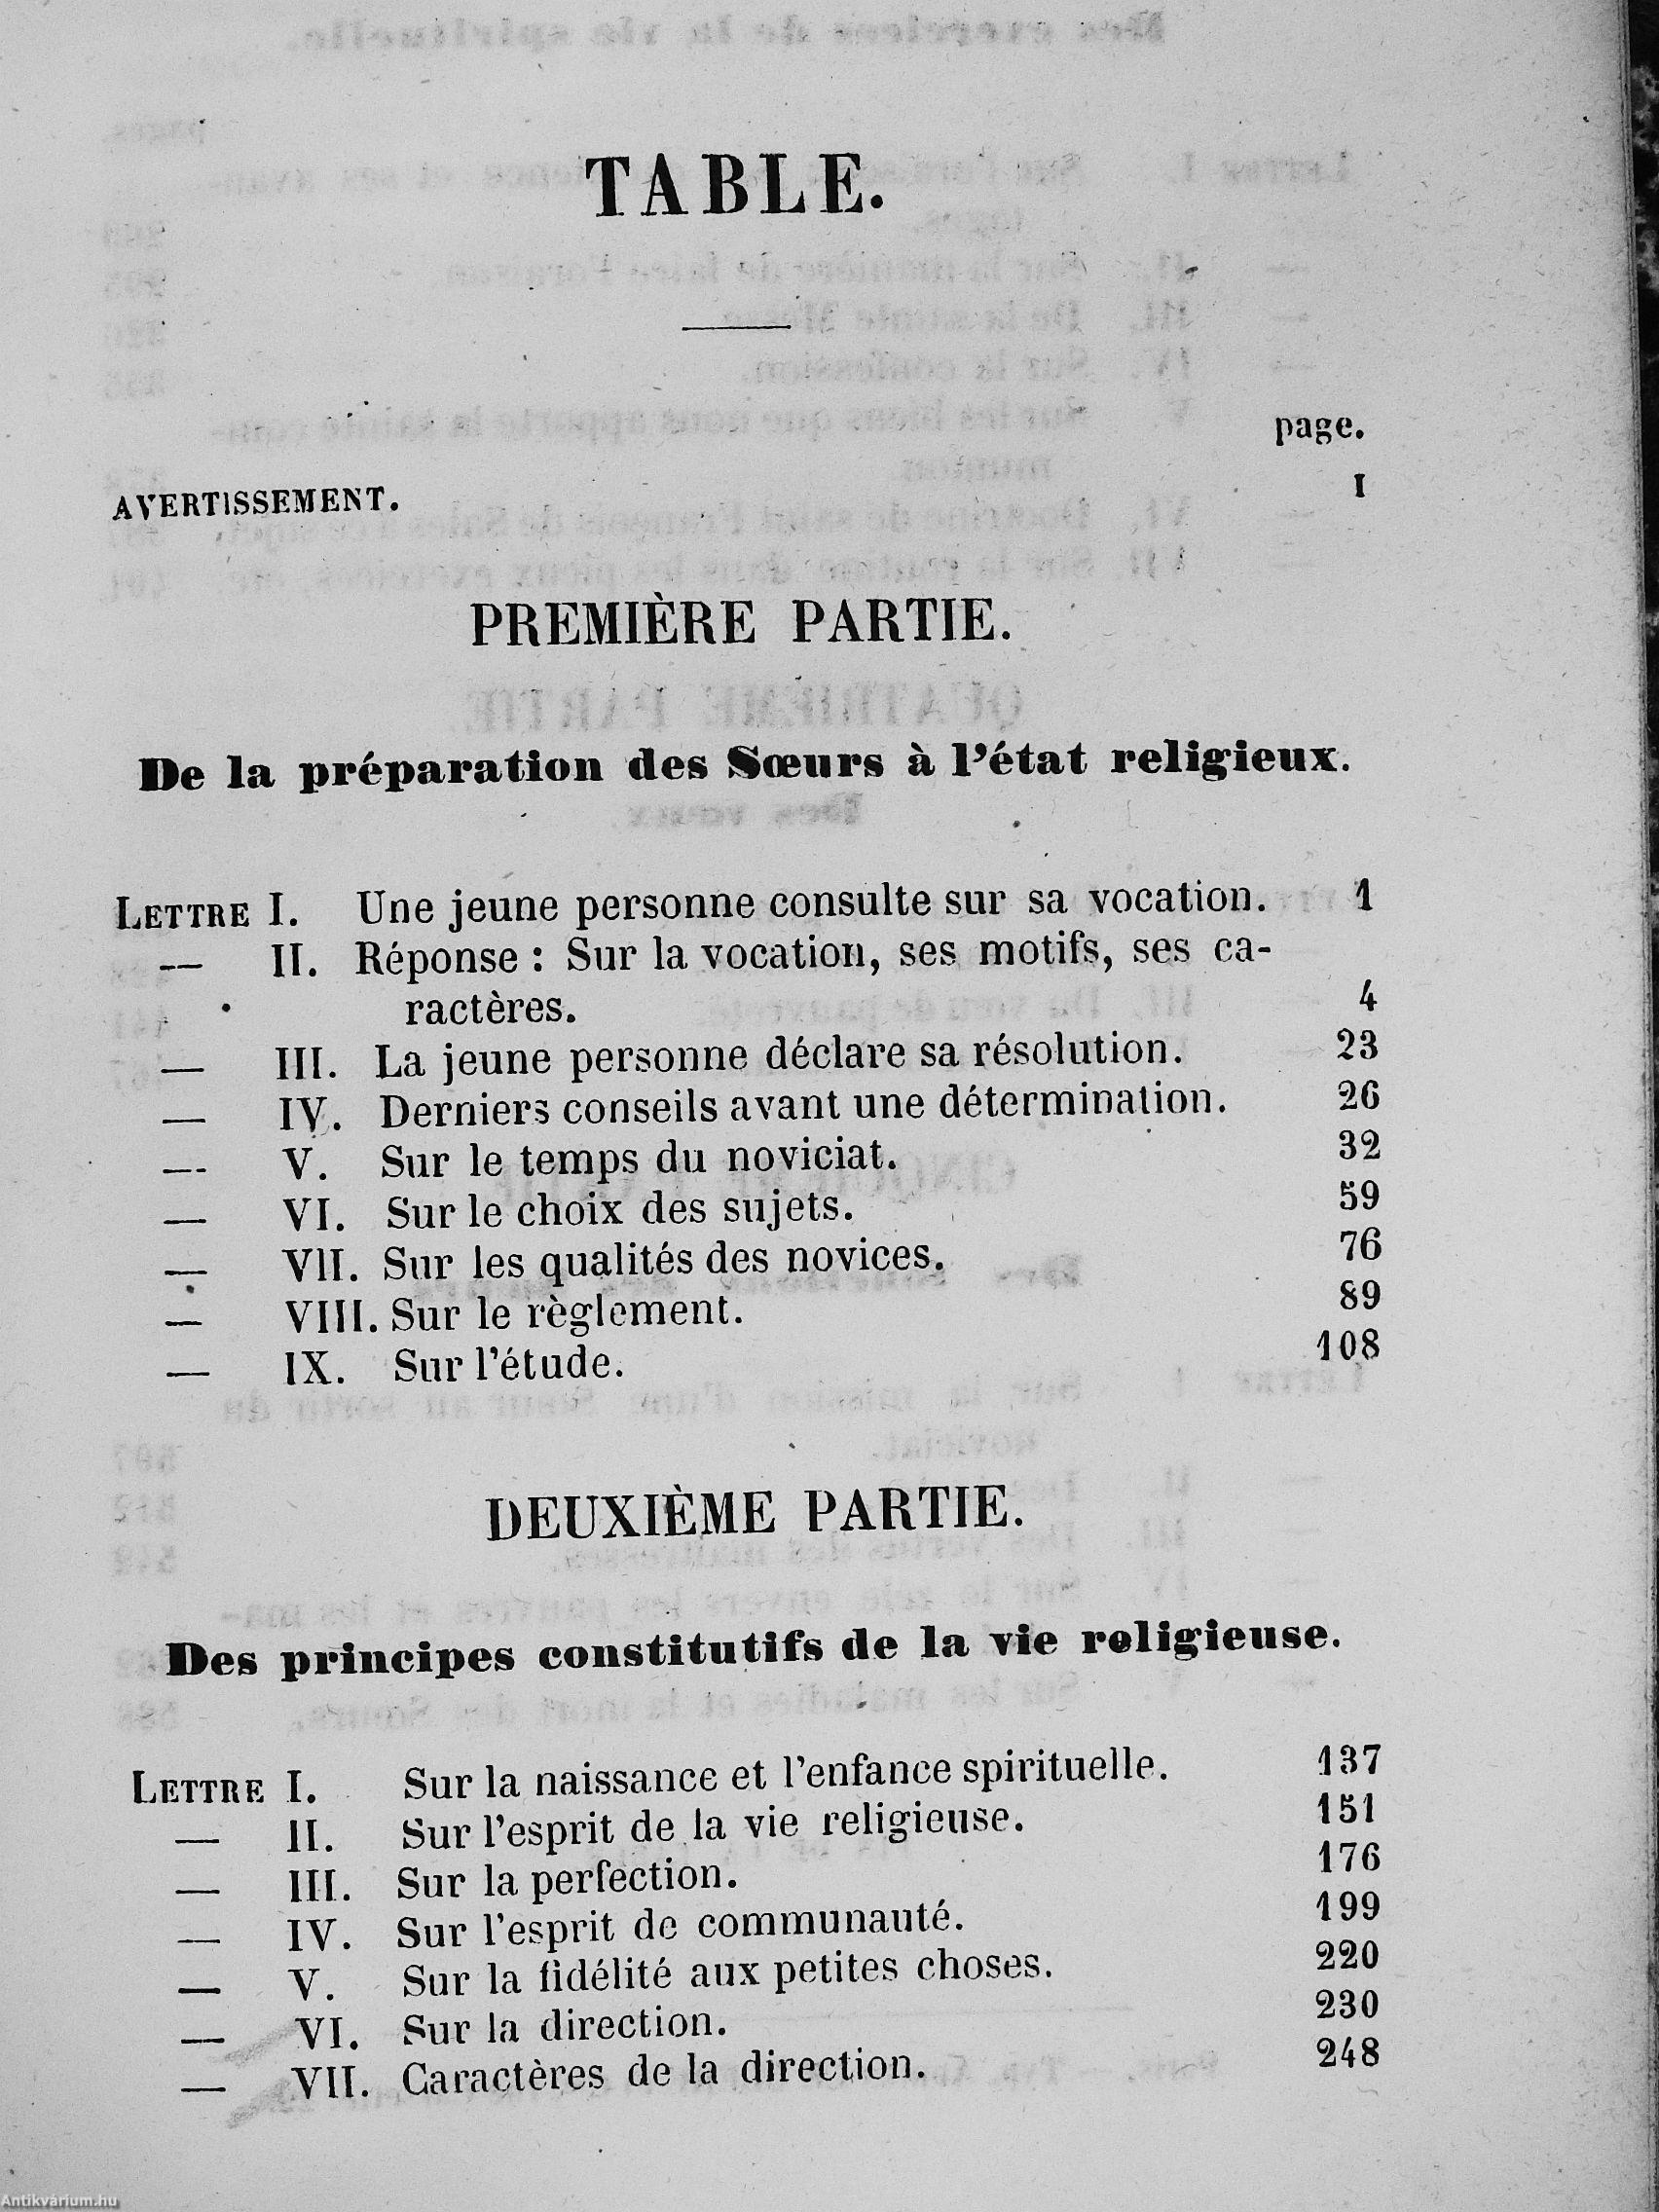 TABLE.
page.
AVERTISSEMENT. I
PREMIÈRE PARTIE.
De la préparation des Sœurs à l'état religieux.
LETTRE I. Une jeune personne consulte sur sa vocation. 1
— II. Réponse : Sur la vocation, ses motifs, ses ca-
ractères. 4
— III. La jeune personne déclare sa résolution. 23
— IV. Derniers conseils avant une détermination. 26
— V. Sur le temps du noviciat. 32
— VI. Sur le choix des sujets. 59
— VII. Sur les qualités des novices. 76
— VIII. Sur le règlement. 89
— IX. Sur l'étude. 108
DEUXIÈME PARTIE.
Des principes constitutifs de la vie religieuse.
LETTRE I. Sur la naissance et l'enfance spirituelle. 137
— II. Sur l'esprit de la vie religieuse. 151
— III. Sur la perfection. 176
— IV. Sur l'esprit de communauté. 199
— V. Sur la fidélité aux petites choses. 220
— VI. Sur la direction. 230
— VII. Caractères de la direction. 248
Antikvárium.hu